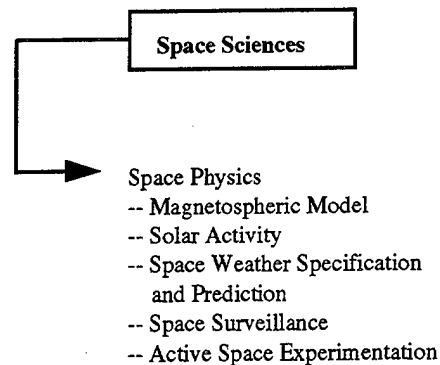 Space Sciences
Space Physics
-- Magnetospheric Model
-- Solar Activity
-- Space Weather Specification
and Prediction
-- Space Surveillance
-- Active Space Experimentation